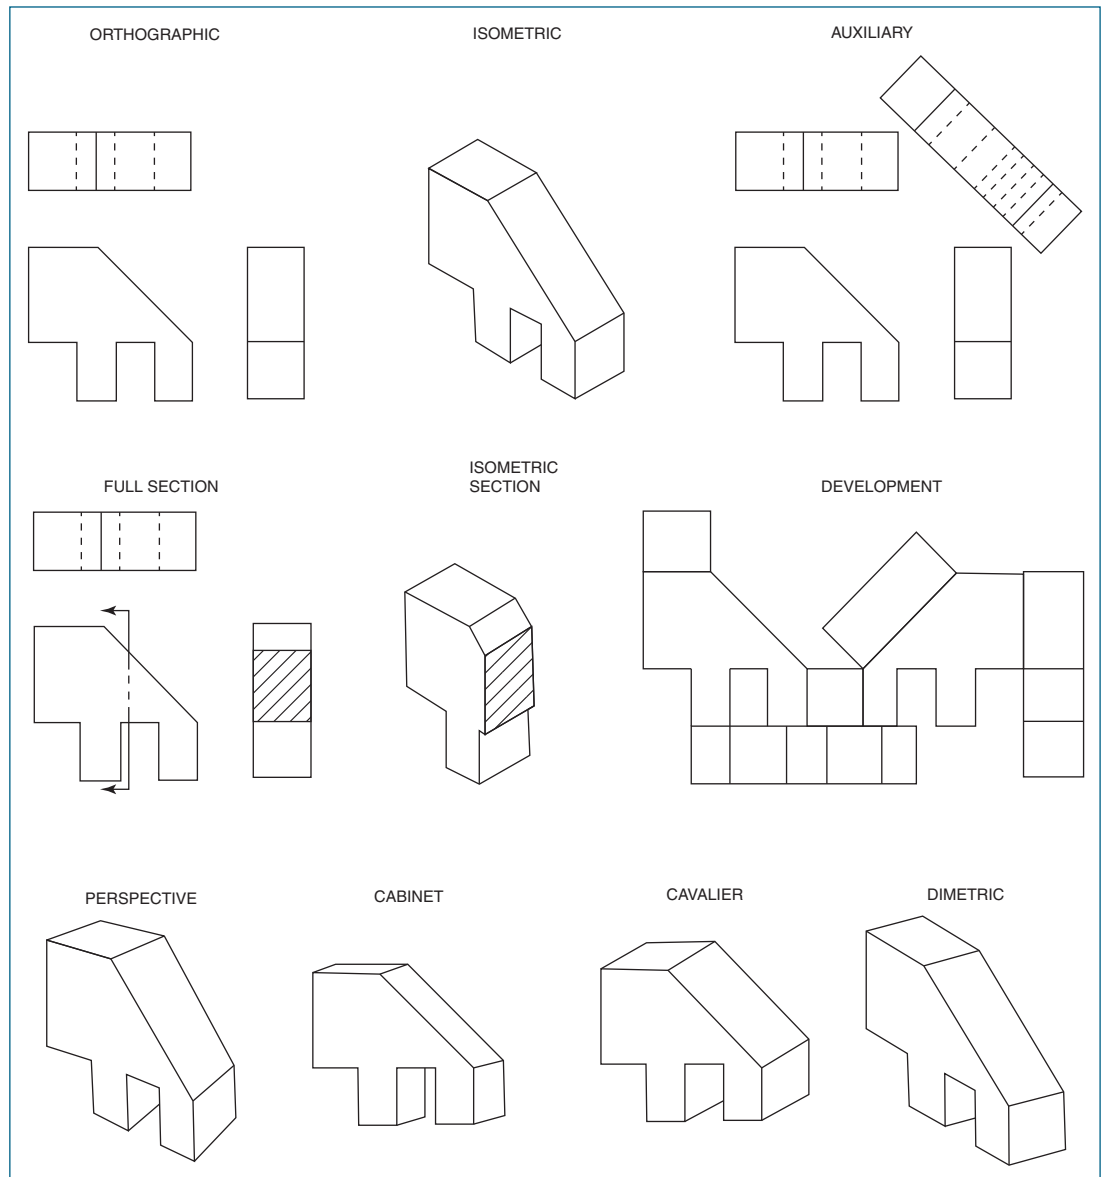 ORTHOGRAPHIC
ISOMETRIC
AUXILIARY
FULL SECTION
ISOMETRIC
SECTION
DEVELOPMENT
PERSPECTIVE
CABINET
CAVALIER
DIMETRIC